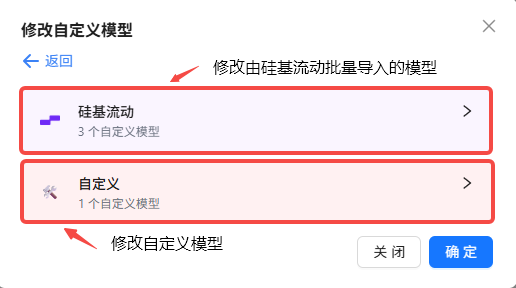 修改自定义模型
返回
修改由硅基流动批量导入的模型
硅基流动
3 个自定义模型
自定义
1 个自定义模型
修改自定义模型
关 闭
确 定